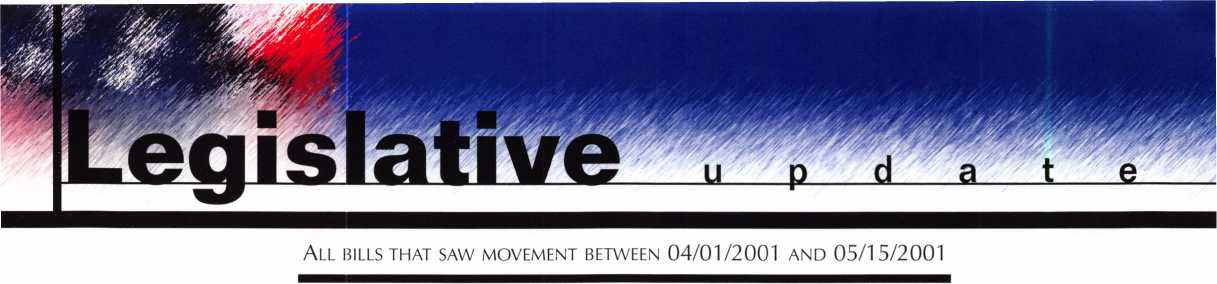 Legislative update
ALL BILLS THAT SAW MOVEMENT BETWEEN 04/01/2001 AND 05/15/2001